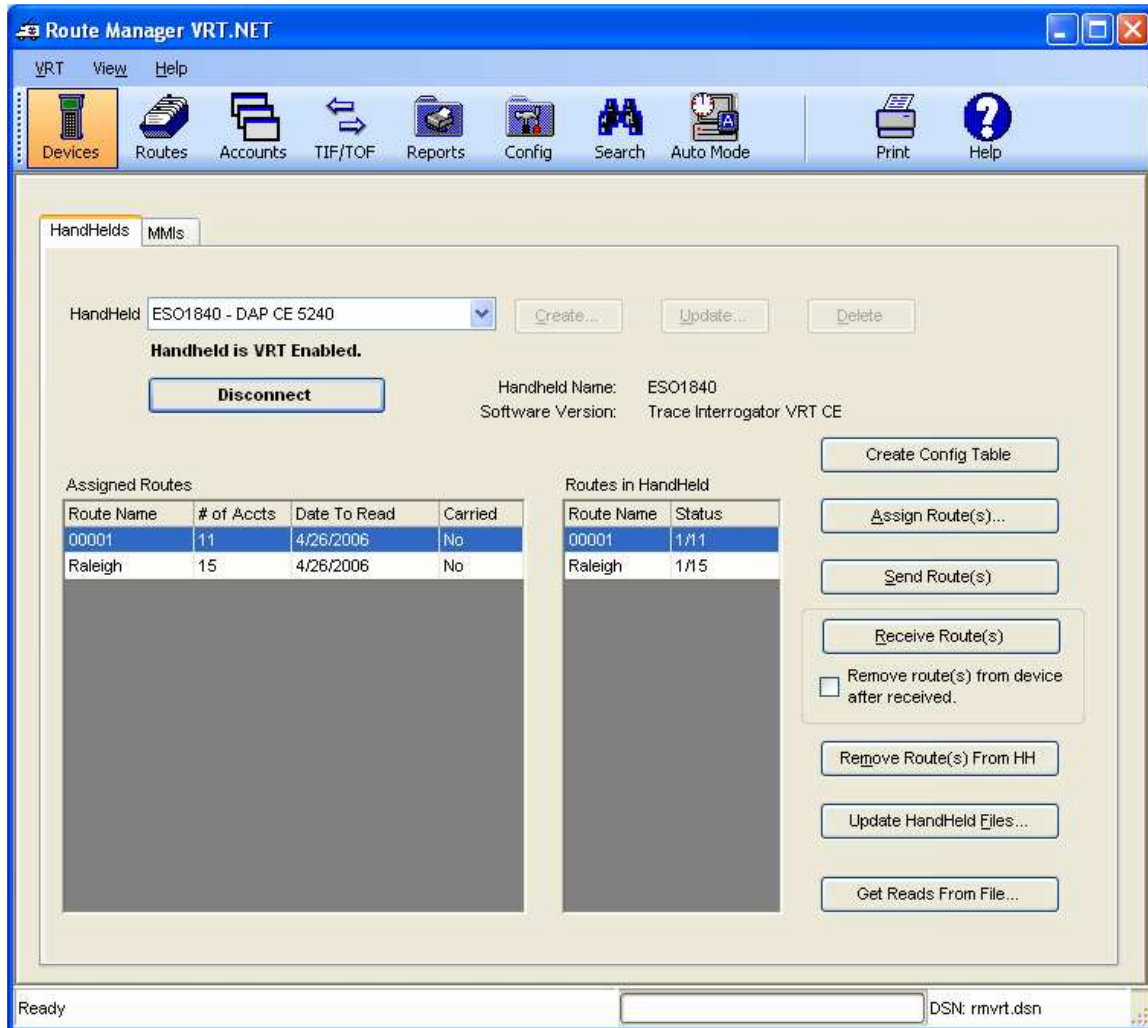 Route Manager VRT.NET
VRT View Help
Devices Routes Accounts TIF/TOF Reports Config Search Auto Mode Print Help
HandHelds MMIs
HandHeld ESO1840 - DAP CE 5240 Create... Update... Delete
Handheld is VRT Enabled.
Disconnect
Handheld Name: ESO1840
Software Version: Trace Interrogator VRT CE
Create Config Table
Assigned Routes
Route Name # of Accts Date To Read Carried
00001 11 4/26/2006 No
Raleigh 15 4/26/2006 No
Routes in HandHeld
Route Name Status
00001 1/11
Raleigh 1/15
Assign Route(s)...
Send Route(s)
Receive Route(s)
Remove route(s) from device
after received.
Remove Route(s) From HH
Update HandHeld Files...
Get Reads From File...
Ready DSN: rmvrt.dsn